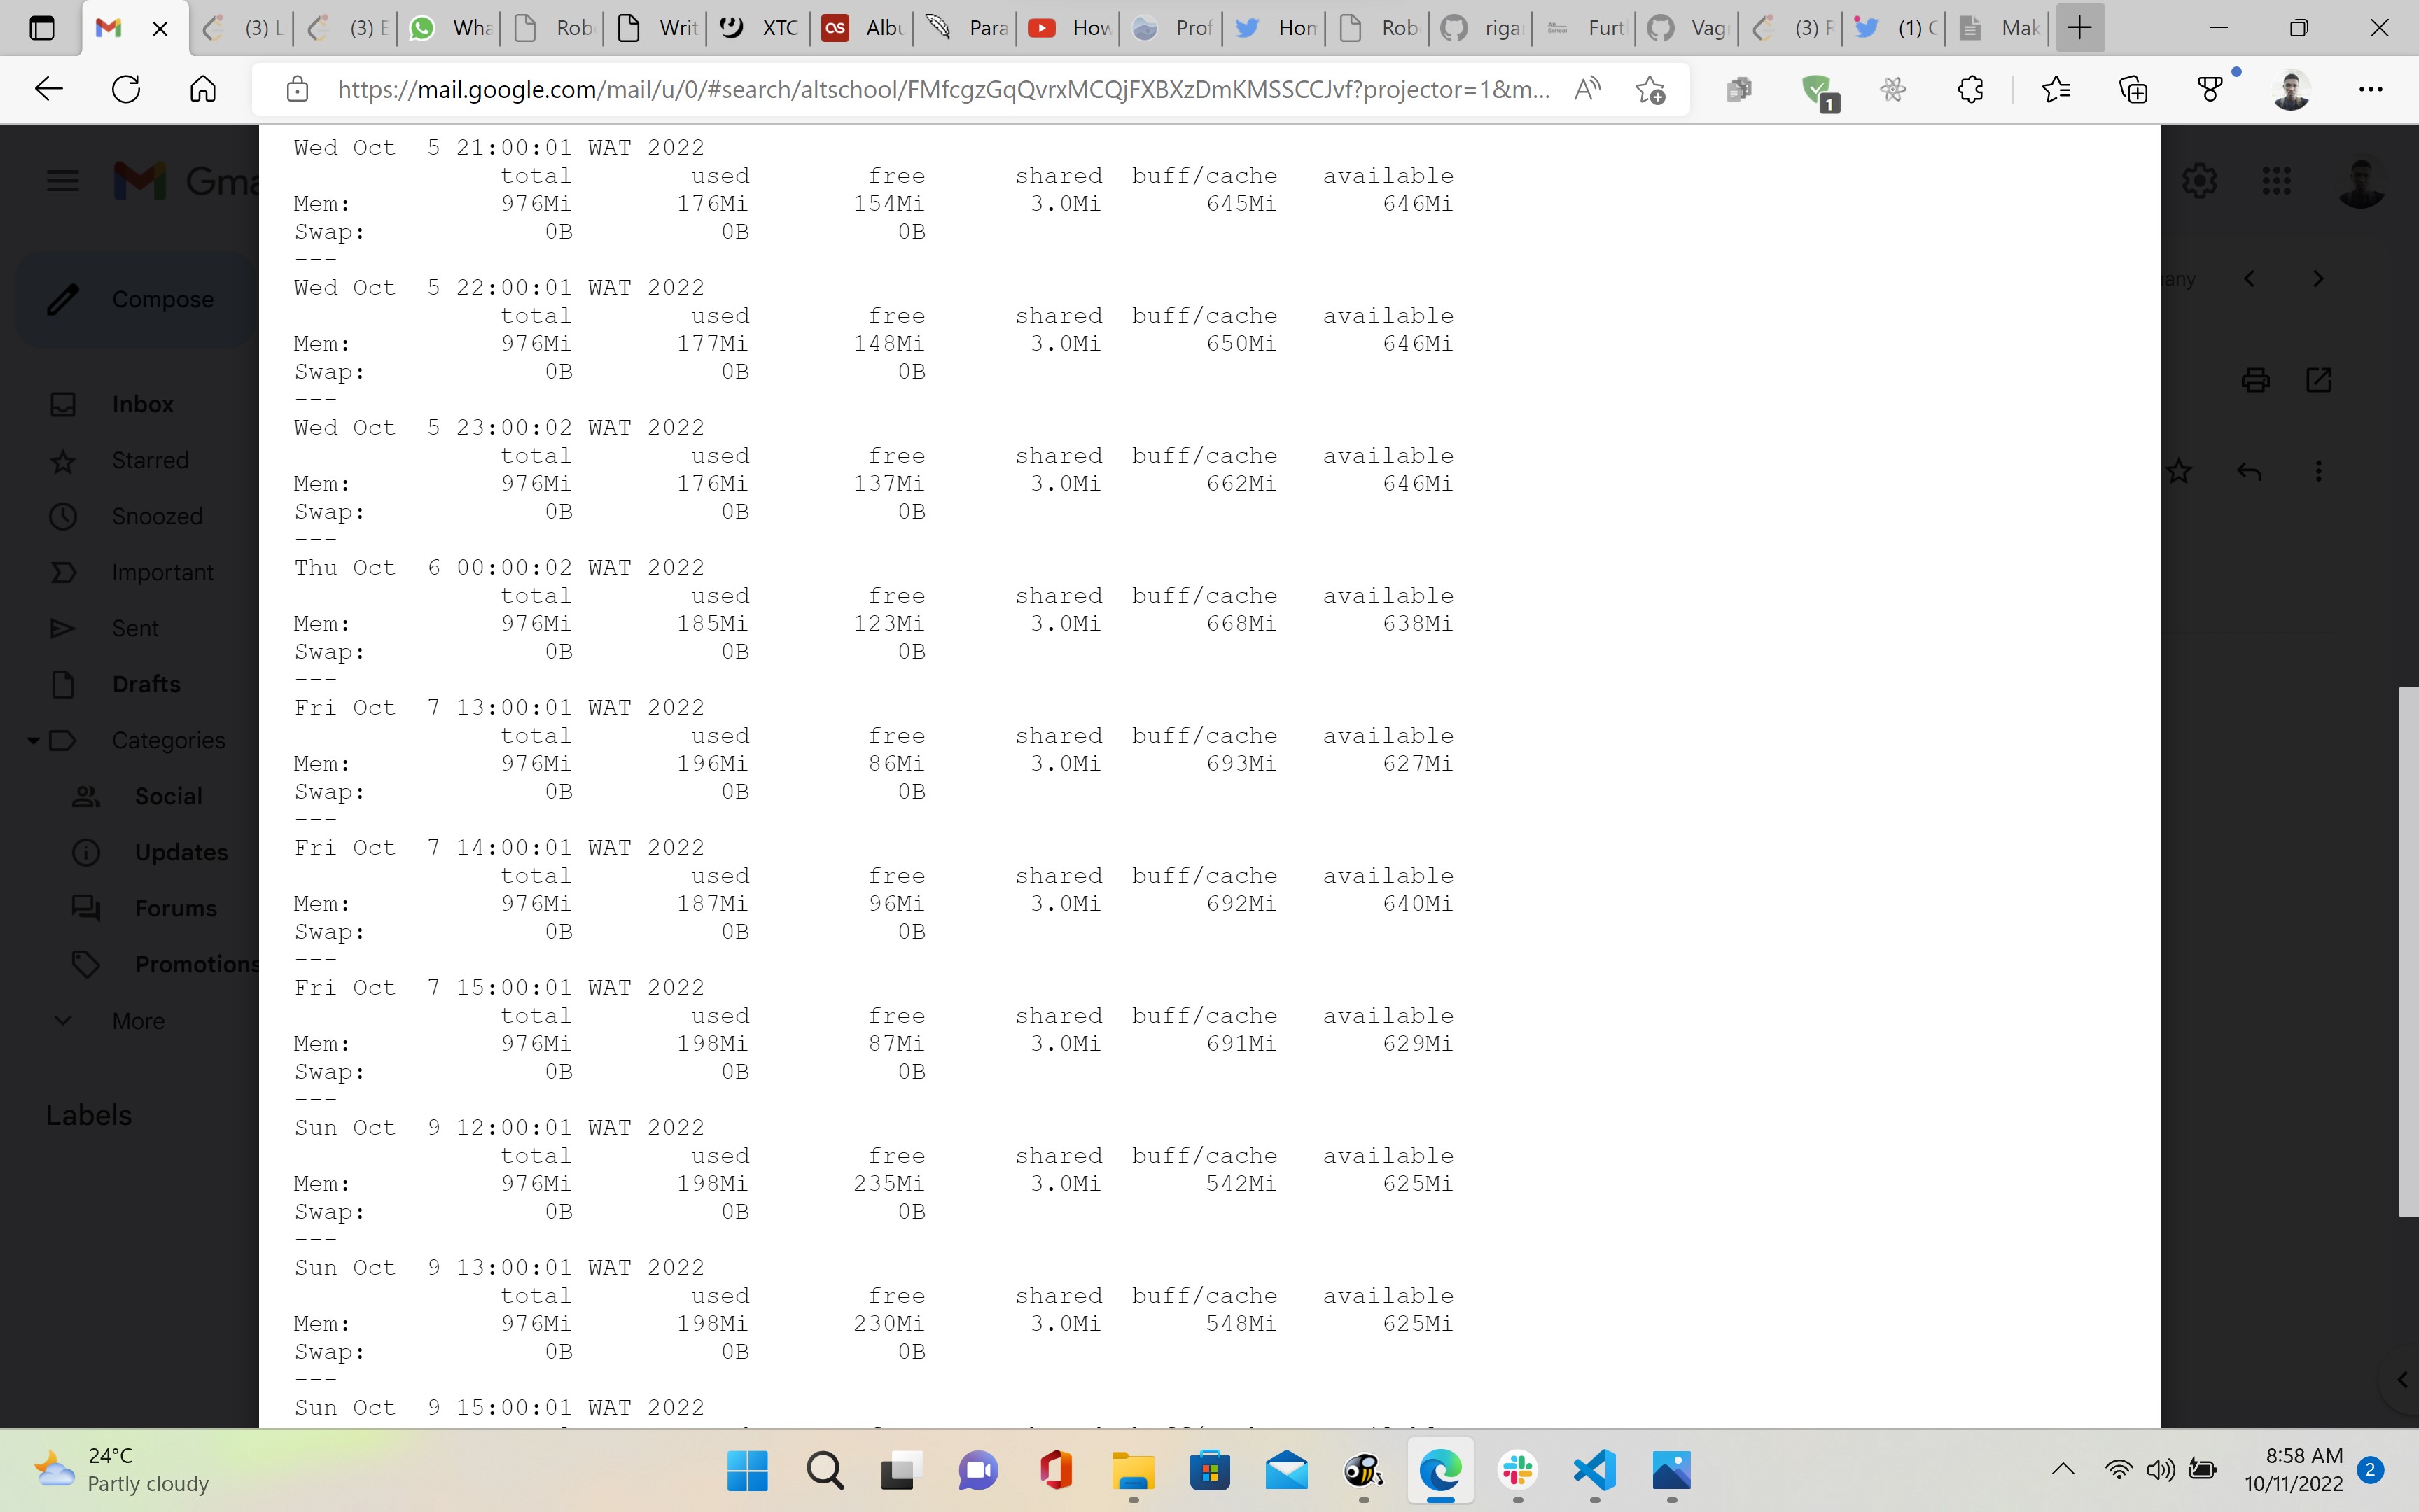 (3) L (3) E Wha Rob Writ XTC Albu Para How Prof Hom Rob rigar Furt Vagr (3) F (1) Mak
https://mail.google.com/mail/u/0/#search/altschool/FMfcgzGqQvrxMCQjFXBXzDmKMSSCCJvf?projector=1&m...
1
Gma
Compose
Inbox
Starred
Snoozed
Important
Sent
Drafts
Categories
Social
Updates
Forums
Promotions
More
Labels
Wed Oct  5 21:00:01 WAT 2022
total used free shared buff/cache available
Mem: 976Mi 176Mi 154Mi 3.0Mi 645Mi 646Mi
Swap: 0B 0B 0B
---
Wed Oct  5 22:00:01 WAT 2022
total used free shared buff/cache available
Mem: 976Mi 177Mi 148Mi 3.0Mi 650Mi 646Mi
Swap: 0B 0B 0B
---
Wed Oct  5 23:00:02 WAT 2022
total used free shared buff/cache available
Mem: 976Mi 176Mi 137Mi 3.0Mi 662Mi 646Mi
Swap: 0B 0B 0B
---
Thu Oct  6 00:00:02 WAT 2022
total used free shared buff/cache available
Mem: 976Mi 185Mi 123Mi 3.0Mi 668Mi 638Mi
Swap: 0B 0B 0B
---
Fri Oct  7 13:00:01 WAT 2022
total used free shared buff/cache available
Mem: 976Mi 196Mi 86Mi 3.0Mi 693Mi 627Mi
Swap: 0B 0B 0B
---
Fri Oct  7 14:00:01 WAT 2022
total used free shared buff/cache available
Mem: 976Mi 187Mi 96Mi 3.0Mi 692Mi 640Mi
Swap: 0B 0B 0B
---
Fri Oct  7 15:00:01 WAT 2022
total used free shared buff/cache available
Mem: 976Mi 198Mi 87Mi 3.0Mi 691Mi 629Mi
Swap: 0B 0B 0B
---
Sun Oct  9 12:00:01 WAT 2022
total used free shared buff/cache available
Mem: 976Mi 198Mi 235Mi 3.0Mi 542Mi 625Mi
Swap: 0B 0B 0B
---
Sun Oct  9 13:00:01 WAT 2022
total used free shared buff/cache available
Mem: 976Mi 198Mi 230Mi 3.0Mi 548Mi 625Mi
Swap: 0B 0B 0B
---
Sun Oct  9 15:00:01 WAT 2022
any
24°C
Partly cloudy
8:58 AM
10/11/2022
2